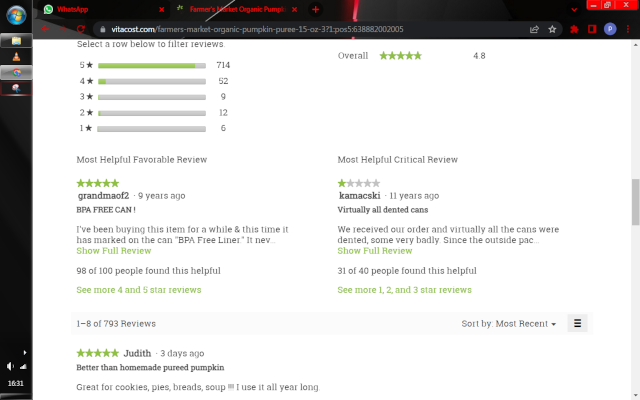 WhatsApp
Farmer's Market Organic Pumpkin
vitacost.com/farmers-market-organic-pumpkin-puree-15-oz-3?1:pos5:638882002005
P
Select a row below to filter reviews.
5★ 714
4★ 52
3★ 9
2★ 12
1★ 6
Overall 4.8
Most Helpful Favorable Review
grandmaof2 · 9 years ago
BPA FREE CAN !
I've been buying this item for a while & this time it
has marked on the can "BPA Free Liner." It nev...
Show Full Review
98 of 100 people found this helpful
See more 4 and 5 star reviews
Most Helpful Critical Review
kamacski · 11 years ago
Virtually all dented cans
We received our order and virtually all the cans were
dented, some very badly. Since the outside pac...
Show Full Review
31 of 40 people found this helpful
See more 1, 2, and 3 star reviews
1–8 of 793 Reviews
Sort by: Most Recent
Judith · 3 days ago
Better than homemade pureed pumpkin
Great for cookies, pies, breads, soup !!! I use it all year long.
16:31